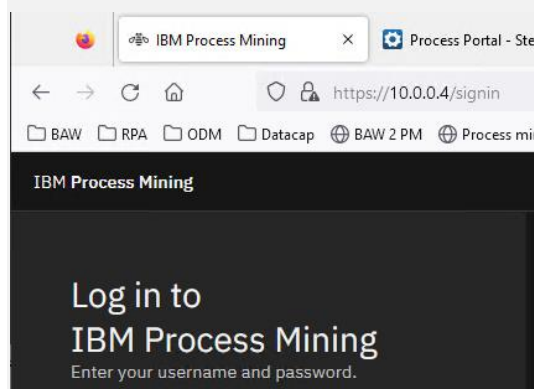 IBM Process Mining Process Portal - Ste
https://10.0.0.4/signin
BAW RPA ODM Datacap BAW 2 PM Process mi
IBM Process Mining
Log in to
IBM Process Mining
Enter your username and password.